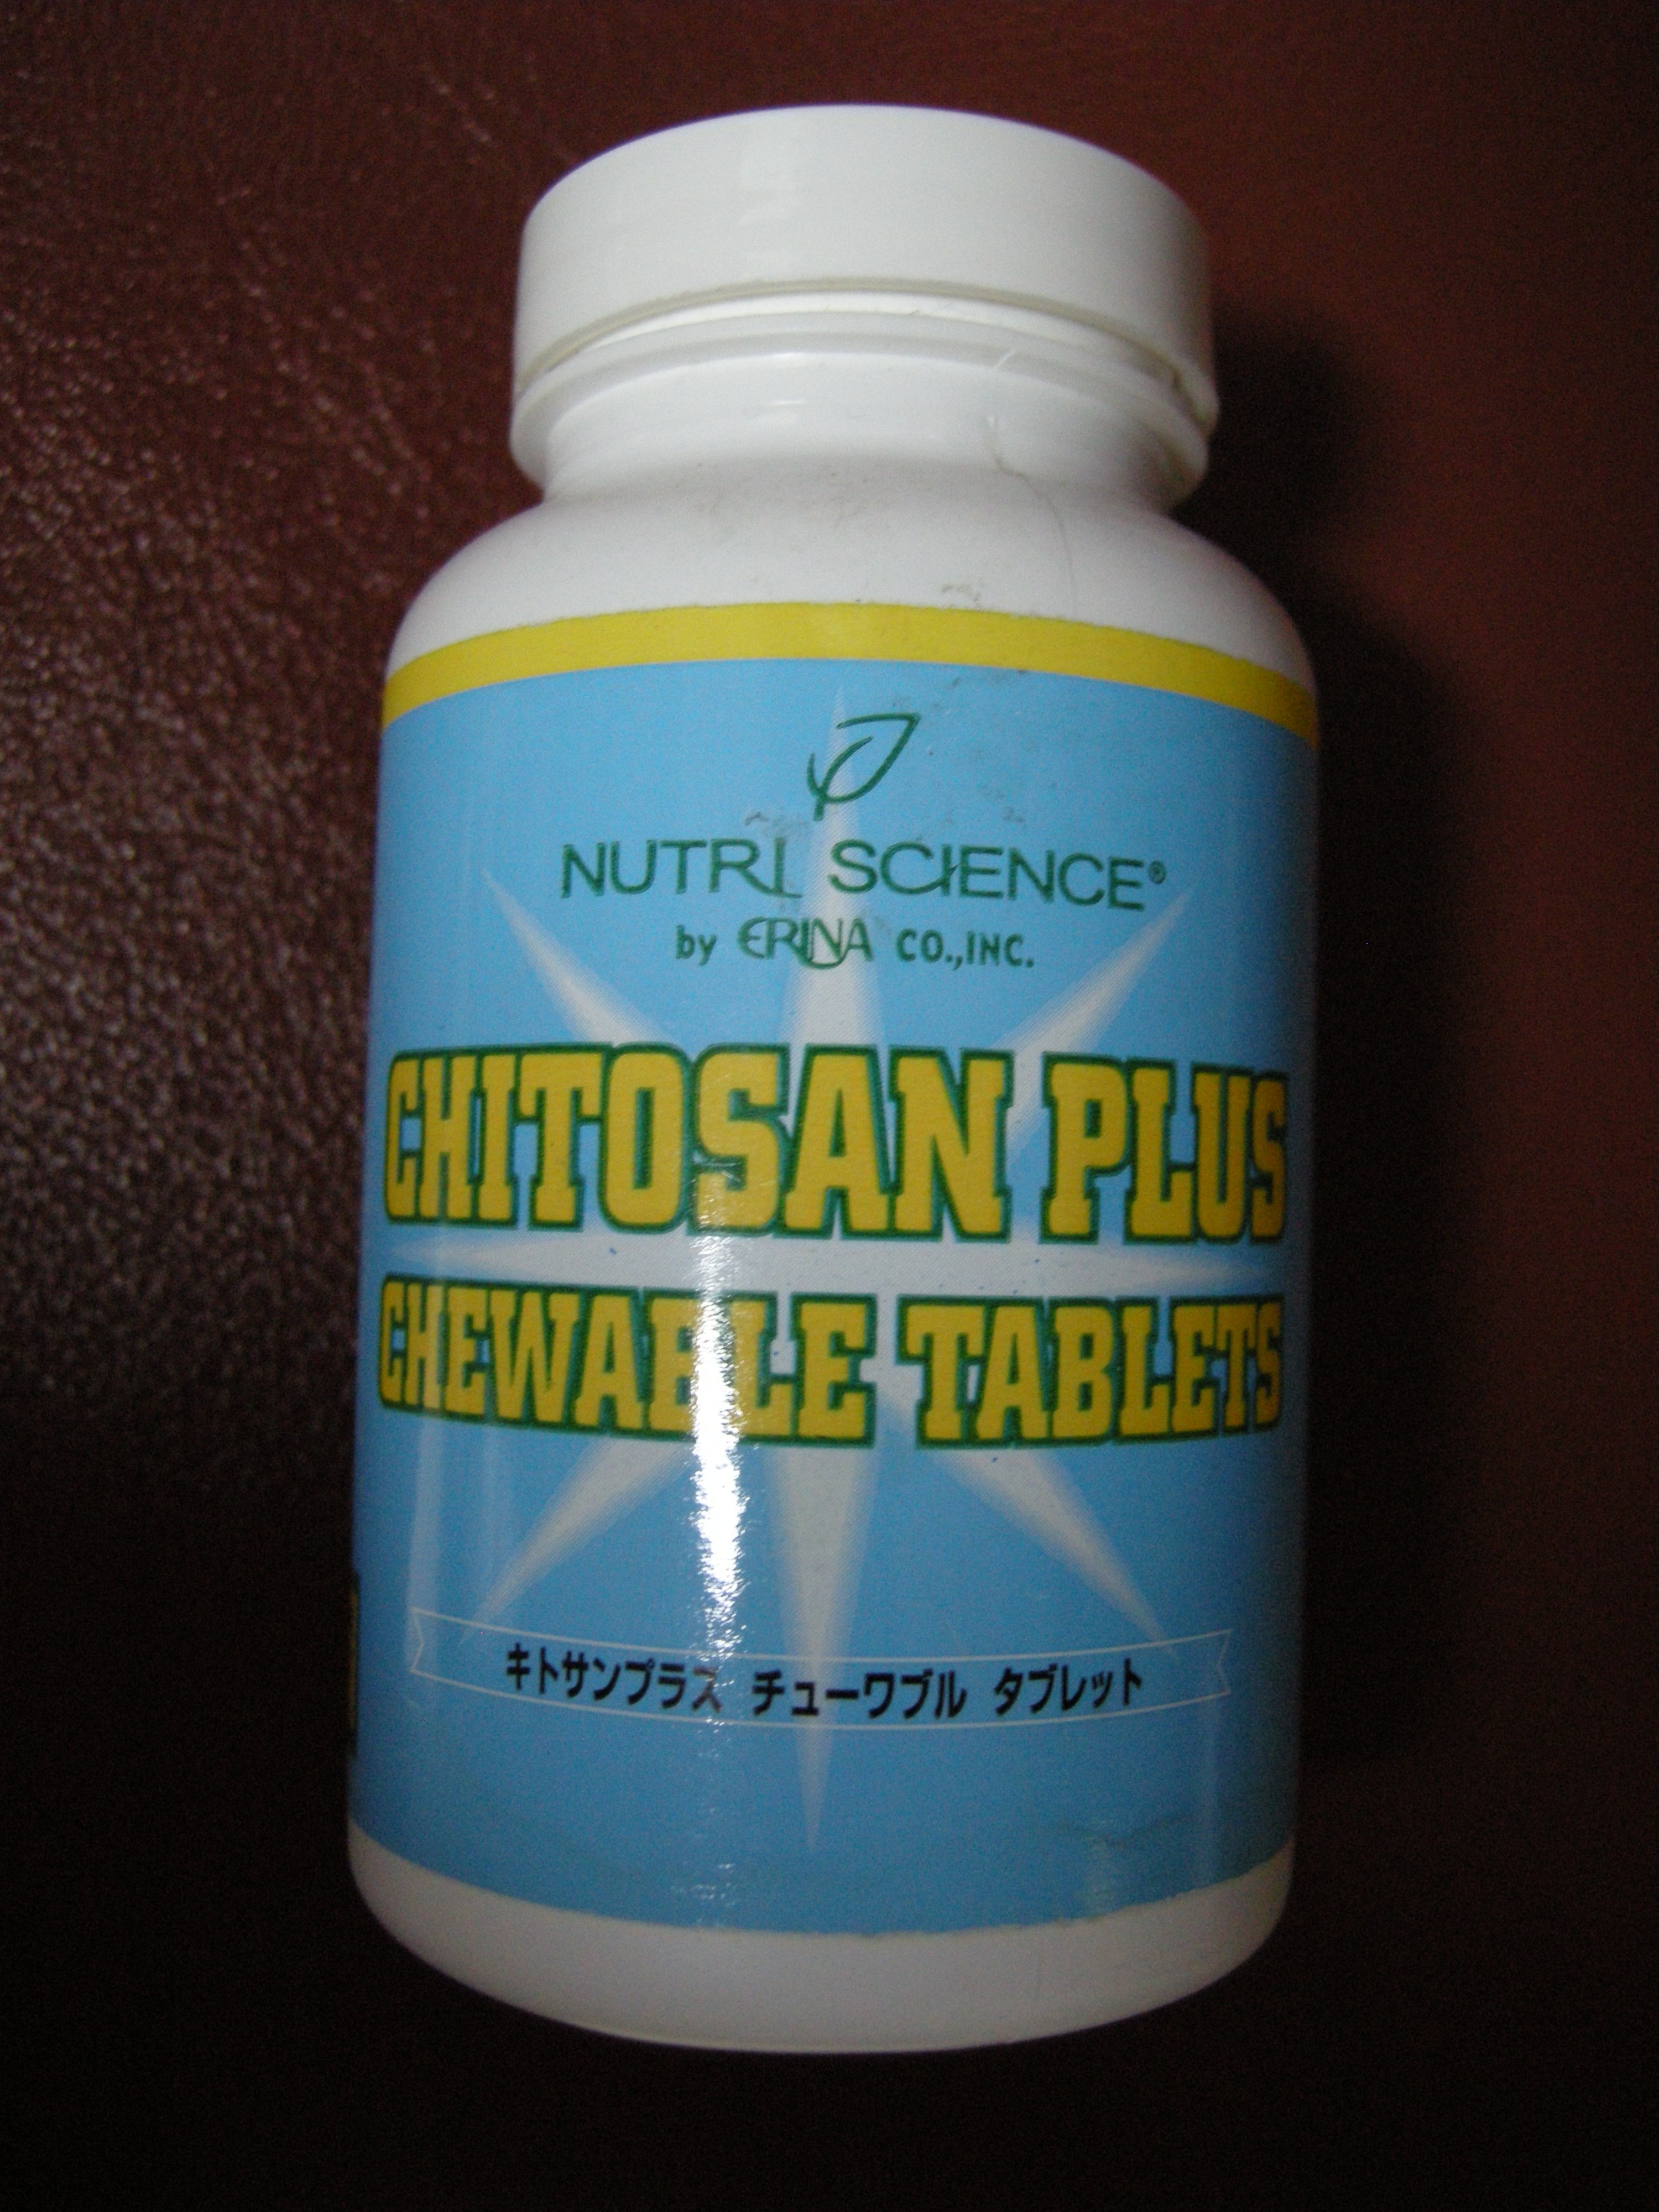 NUTRI SCIENCE®
by ERINA CO.,INC.
CHITOSAN PLUS
CHEWABLE TABLETS
キトサンプラス チューワブル タブレット